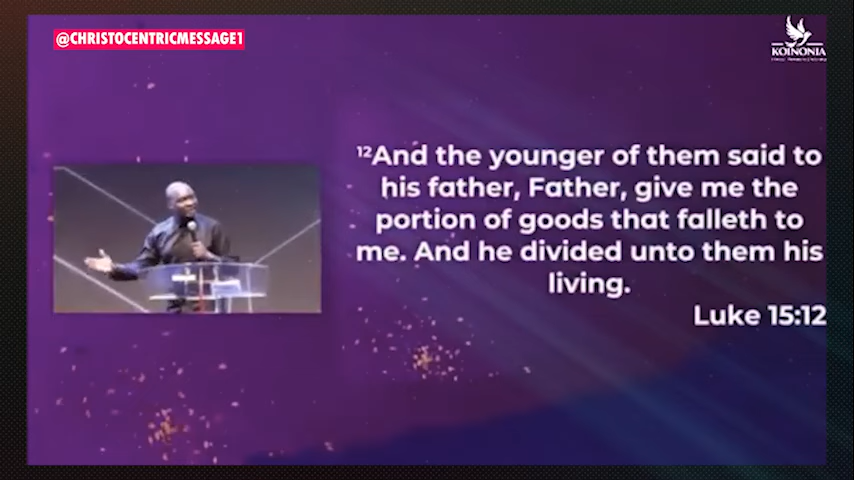 @CHRISTOCENTRICMESSAGE1
KOINONIA
¹²And the younger of them said to
his father, Father, give me the
portion of goods that falleth to
me. And he divided unto them his
living.
Luke 15:12